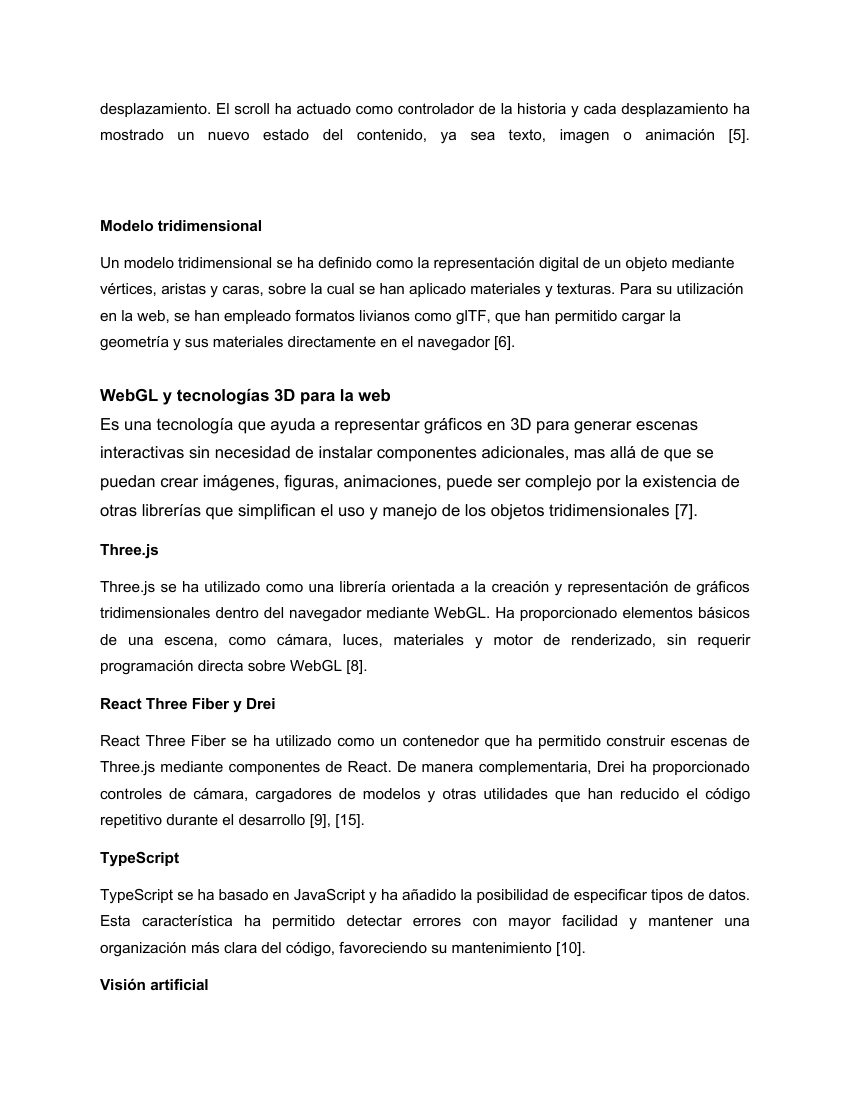 desplazamiento. El scroll ha actuado como controlador de la historia y cada desplazamiento ha
mostrado un nuevo estado del contenido, ya sea texto, imagen o animación [5].
Modelo tridimensional
Un modelo tridimensional se ha definido como la representación digital de un objeto mediante
vértices, aristas y caras, sobre la cual se han aplicado materiales y texturas. Para su utilización
en la web, se han empleado formatos livianos como glTF, que han permitido cargar la
geometría y sus materiales directamente en el navegador [6].
WebGL y tecnologías 3D para la web
Es una tecnología que ayuda a representar gráficos en 3D para generar escenas
interactivas sin necesidad de instalar componentes adicionales, mas allá de que se
puedan crear imágenes, figuras, animaciones, puede ser complejo por la existencia de
otras librerías que simplifican el uso y manejo de los objetos tridimensionales [7].
Three.js
Three.js se ha utilizado como una librería orientada a la creación y representación de gráficos
tridimensionales dentro del navegador mediante WebGL. Ha proporcionado elementos básicos
de una escena, como cámara, luces, materiales y motor de renderizado, sin requerir
programación directa sobre WebGL [8].
React Three Fiber y Drei
React Three Fiber se ha utilizado como un contenedor que ha permitido construir escenas de
Three.js mediante componentes de React. De manera complementaria, Drei ha proporcionado
controles de cámara, cargadores de modelos y otras utilidades que han reducido el código
repetitivo durante el desarrollo [9], [15].
TypeScript
TypeScript se ha basado en JavaScript y ha añadido la posibilidad de especificar tipos de datos.
Esta característica ha permitido detectar errores con mayor facilidad y mantener una
organización más clara del código, favoreciendo su mantenimiento [10].
Visión artificial